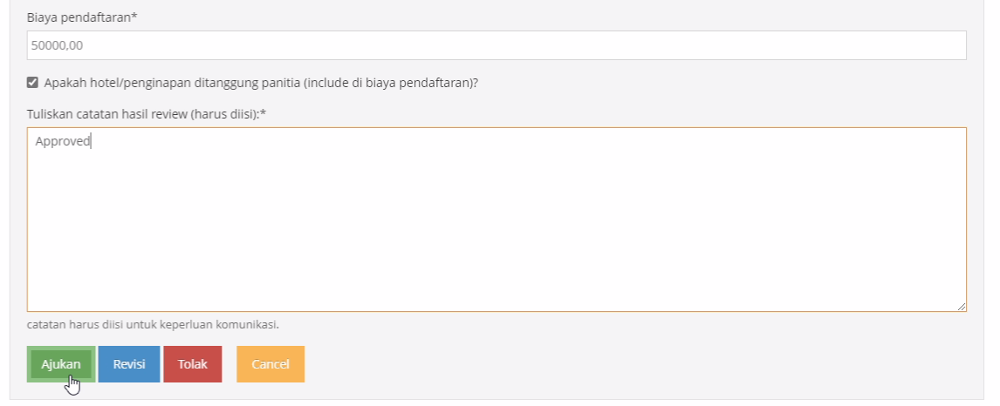 Biaya pendaftaran*
50000,00
Apakah hotel/penginapan ditanggung panitia (include di biaya pendaftaran)?
Tuliskan catatan hasil review (harus diisi):*
Approved
catatan harus diisi untuk keperluan komunikasi.
Ajukan Revisi Tolak Cancel